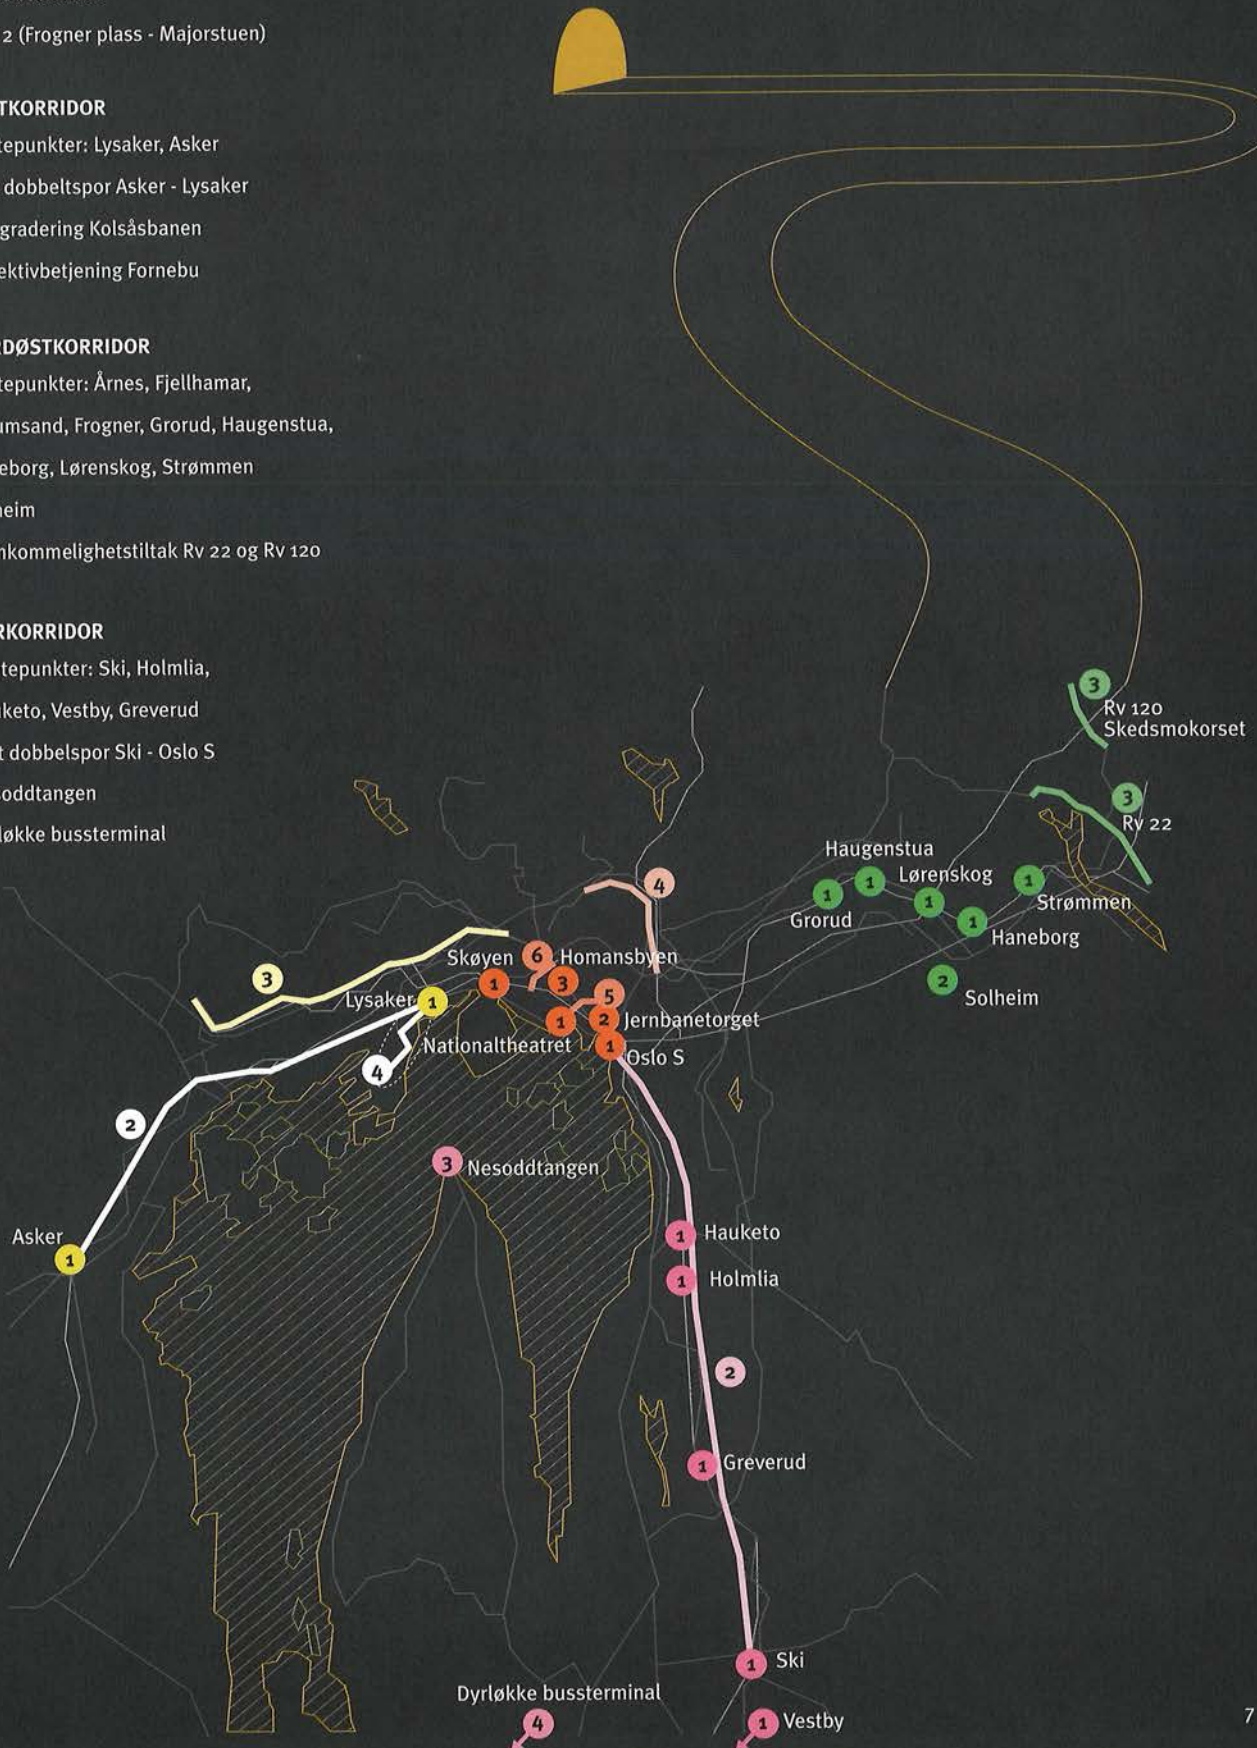 2 (Frogner plass - Majorstuen)
TKORRIDOR
tepunkter: Lysaker, Asker
dobbeltspor Asker - Lysaker
gradering Kolsåsbanen
ektivbetjening Fornebu
DØSTKORRIDOR
tepunkter: Årnes, Fjellhamar,
umsand, Frogner, Grorud, Haugenstua,
eborg, Lørenskog, Strømmen
heim
mkommelighetstiltak Rv 22 og Rv 120
RKORRIDOR
tepunkter: Ski, Holmlia,
keto, Vestby, Greverud
t dobbelspor Ski - Oslo S
oddtangen
løkke bussterminal
3
Rv 120
Skedsmokorset
3
Rv 22
Haugenstua
1
Lørenskog
4
1
1
1
Strømmen
Grorud
1
Haneborg
Skøyen
6
Homansbyen
3
1
3
5
2
Solheim
Lysaker
1
1
2
Jernbanetorget
Nationaltheatret
1
Oslo S
4
2
3
Nesoddtangen
Asker
1
1
Hauketo
1
Holmlia
2
1
Greverud
1
Ski
Dyrløkke bussterminal
4
1
Vestby
7